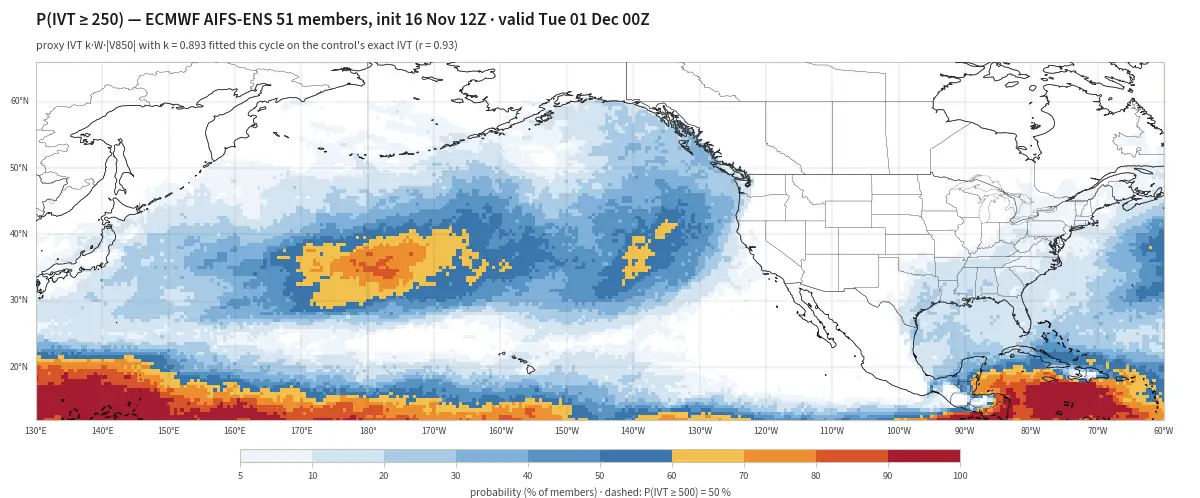 P(IVT ≥ 250) — ECMWF AIFS-ENS 51 members, init 16 Nov 12Z · valid Tue 01 Dec 00Z
proxy IVT k·W·|V850| with k = 0.893 fitted this cycle on the control's exact IVT (r = 0.93)
60°N
50°N
40°N
30°N
20°N
130°E 140°E 150°E 160°E 170°E 180° 170°W 160°W 150°W 140°W 130°W 120°W 110°W 100°W 90°W 80°W 70°W 60°W
5 10 20 30 40 50 60 70 80 90 100
probability (% of members) · dashed: P(IVT ≥ 500) = 50 %